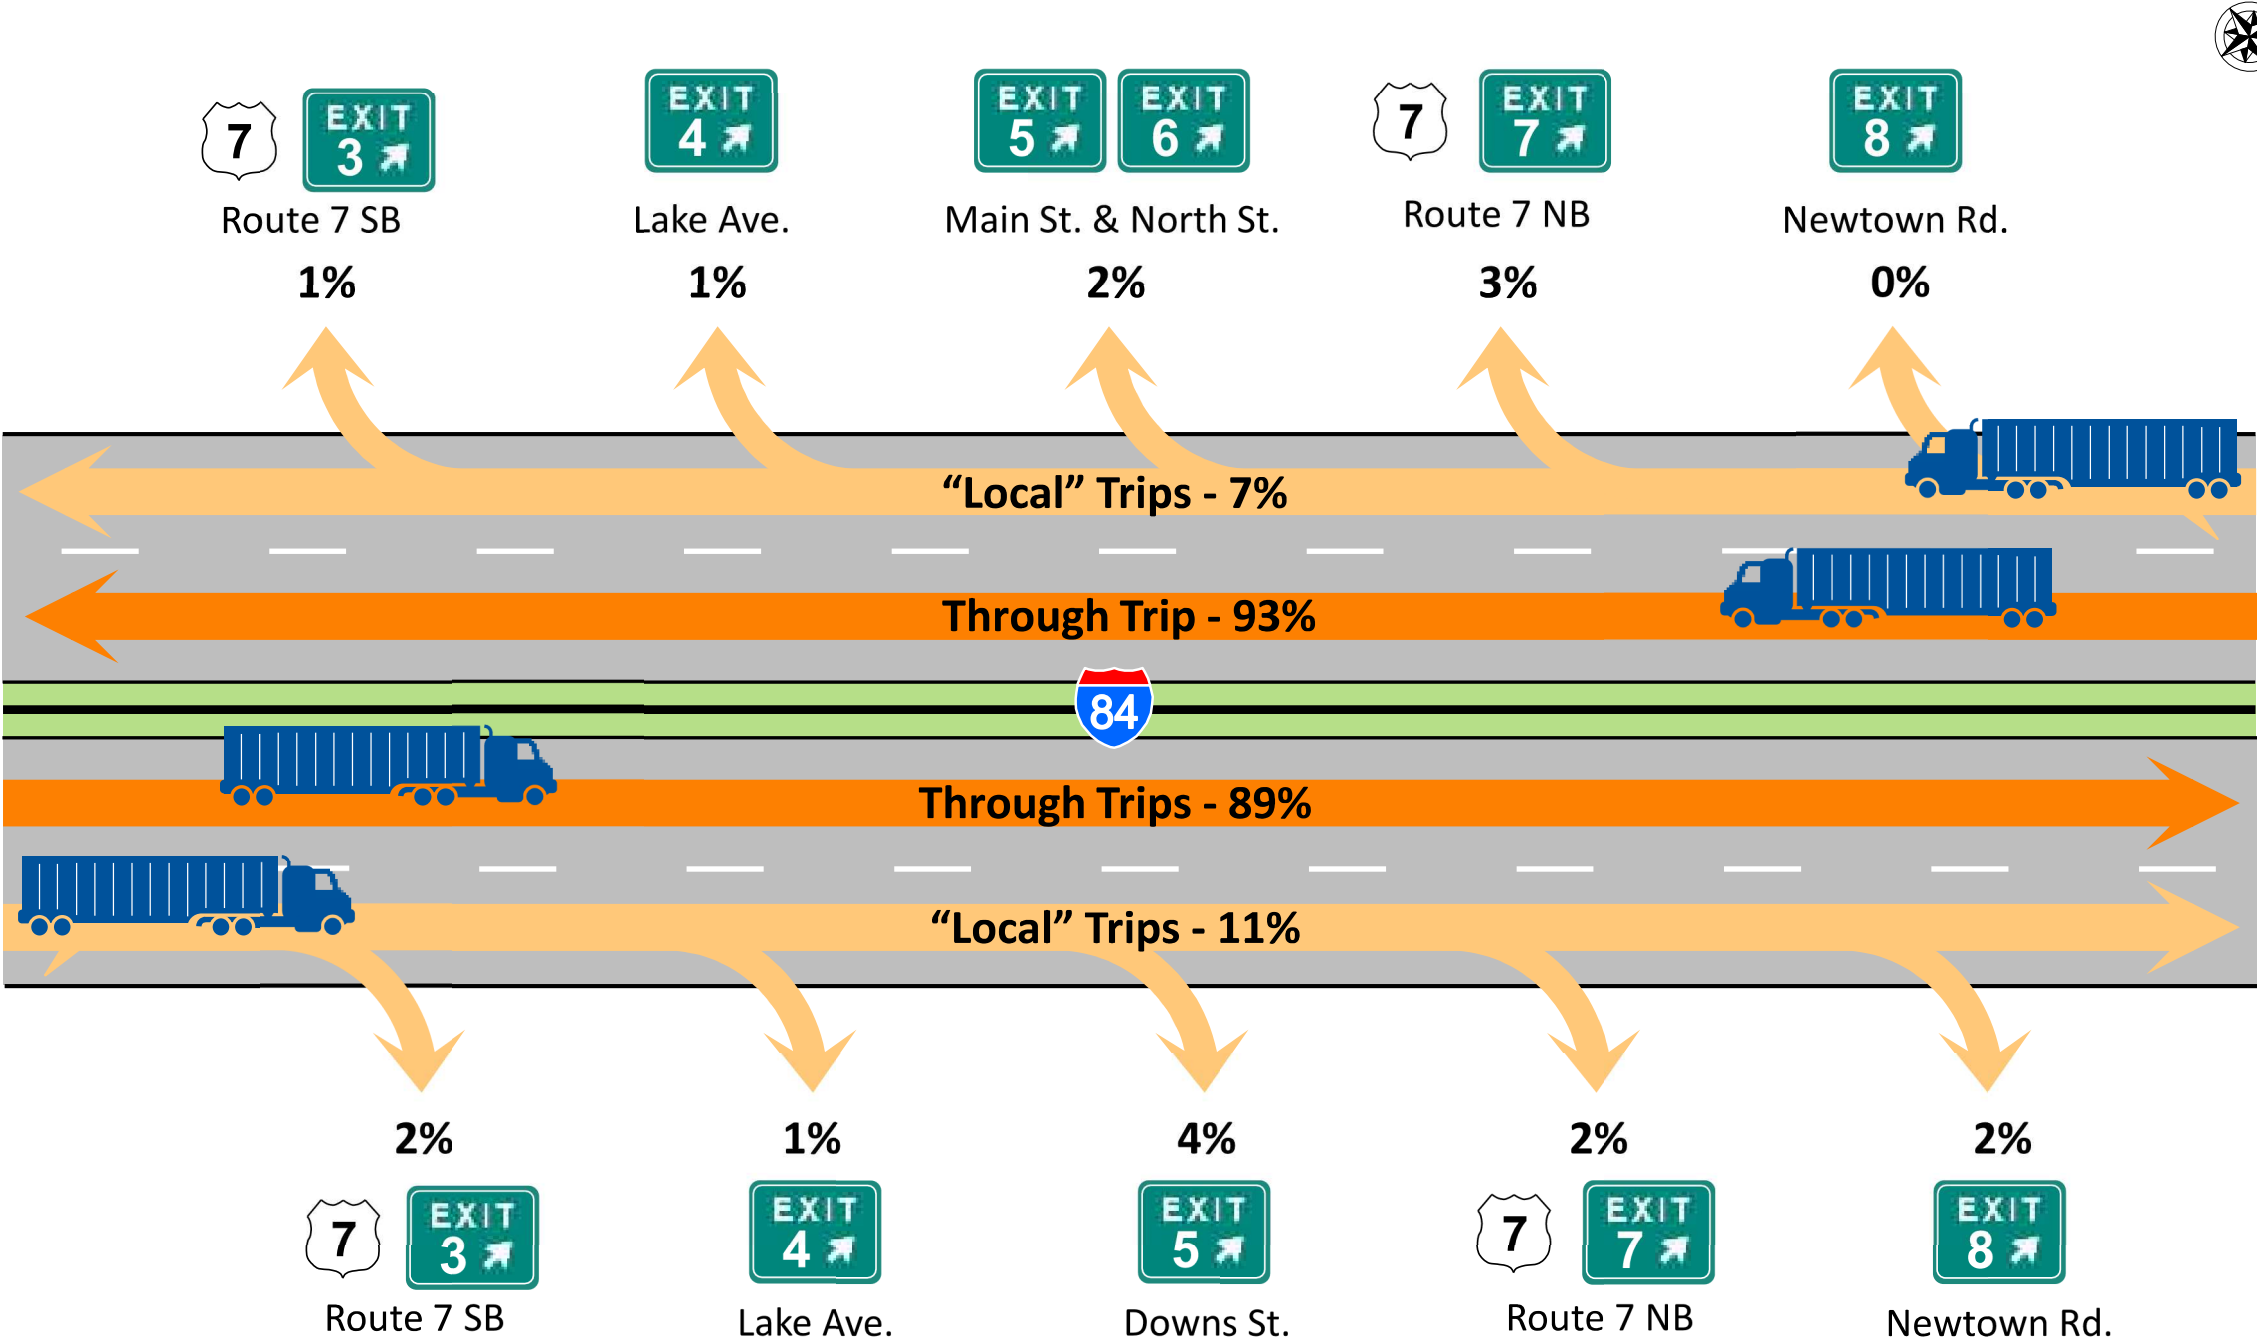 7
EXIT
3
Route 7 SB
1%
EXIT
4
Lake Ave.
1%
EXIT
5
EXIT
6
Main St. & North St.
2%
7
EXIT
7
Route 7 NB
3%
EXIT
8
Newtown Rd.
0%
“Local” Trips - 7%
Through Trip - 93%
84
Through Trips - 89%
“Local” Trips - 11%
2%
7
EXIT
3
Route 7 SB
1%
EXIT
4
Lake Ave.
4%
EXIT
5
Downs St.
2%
7
EXIT
7
Route 7 NB
2%
EXIT
8
Newtown Rd.